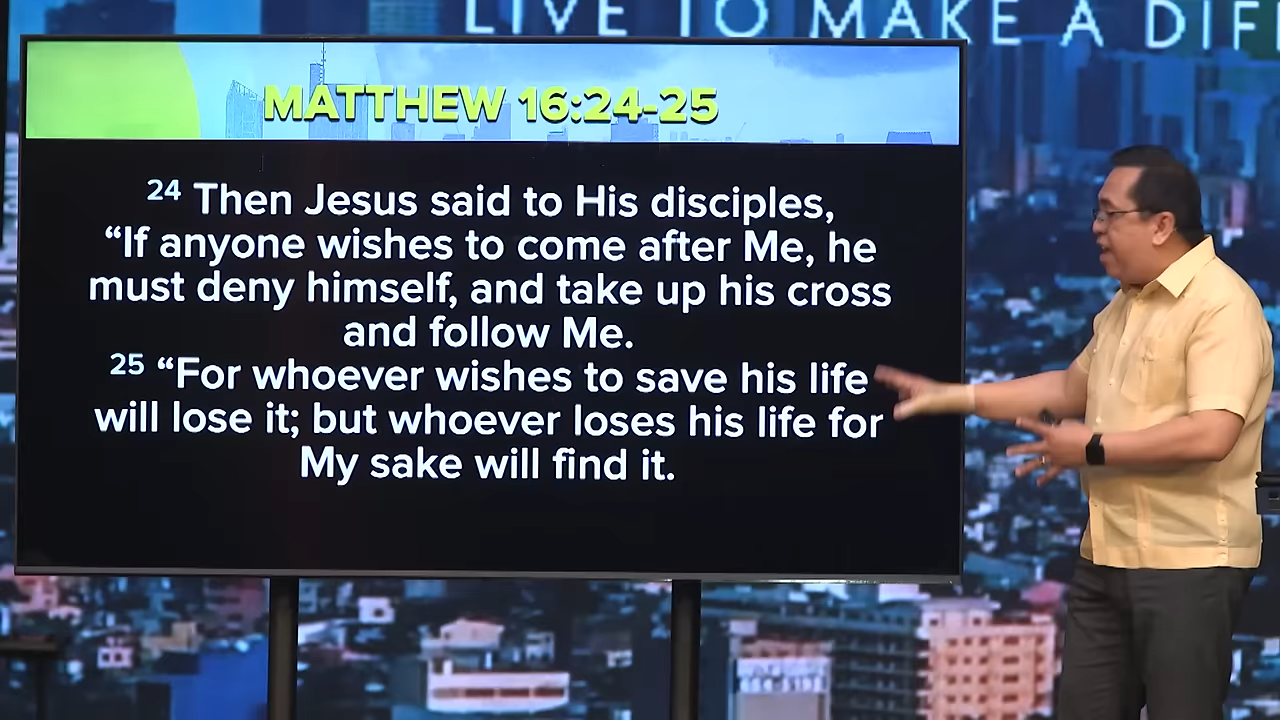 LIVE TO MAKE A DIF
MATTHEW 16:24-25
24 Then Jesus said to His disciples,
“If anyone wishes to come after Me, he
must deny himself, and take up his cross
and follow Me.
25 “For whoever wishes to save his life
will lose it; but whoever loses his life for
My sake will find it.